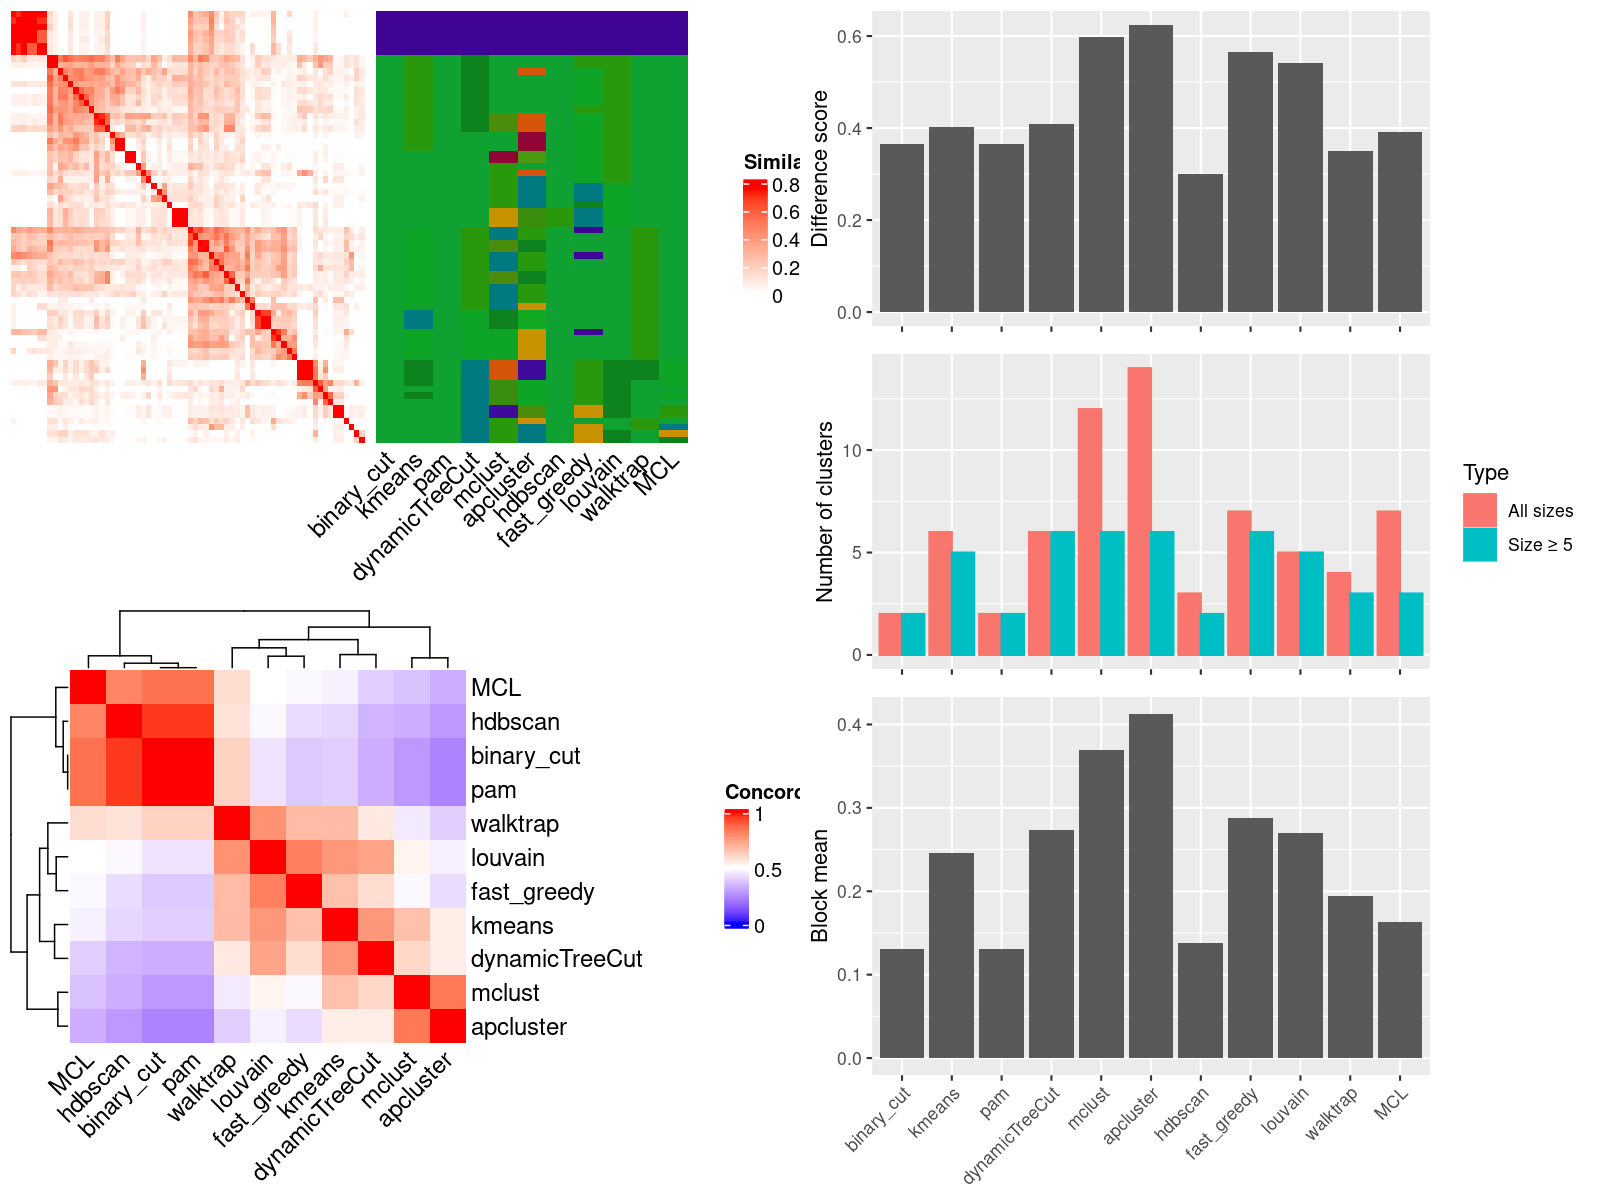 Simila
0.8
0.6
0.4
0.2
0
binary_cut
kmeans
pam
dynamicTreeCut
mclust
apcluster
hdbscan
fast_greedy
louvain
walktrap
MCL
Difference score
0.6
0.4
0.2
0.0
Number of clusters
10
5
0
Type
All sizes
Size ≥ 5
MCL
hdbscan
binary_cut
pam
walktrap
louvain
fast_greedy
kmeans
dynamicTreeCut
mclust
apcluster
MCL
hdbscan
binary_cut
pam
walktrap
louvain
fast_greedy
kmeans
dynamicTreeCut
mclust
apcluster
Concord
1
0.5
0
Block mean
0.4
0.3
0.2
0.1
0.0
binary_cut
kmeans
pam
dynamicTreeCut
mclust
apcluster
hdbscan
fast_greedy
louvain
walktrap
MCL